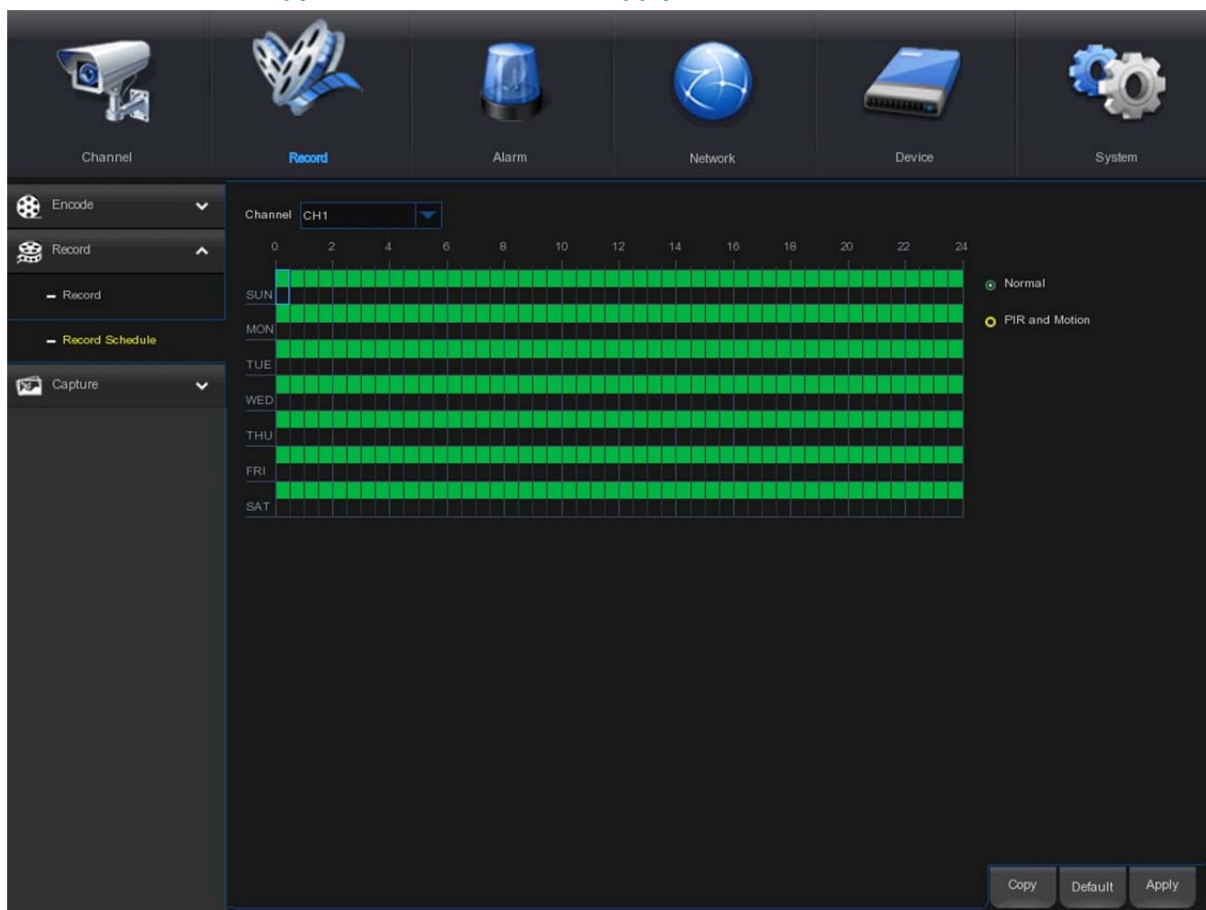 Channel Record Alarm Network Device System
Encode
Record
Record
Record Schedule
Capture
Channel CH1
0 2 4 6 8 10 12 14 16 18 20 22 24
SUN
MON
TUE
WED
THU
FRI
SAT
Normal
PIR and Motion
Copy Default Apply